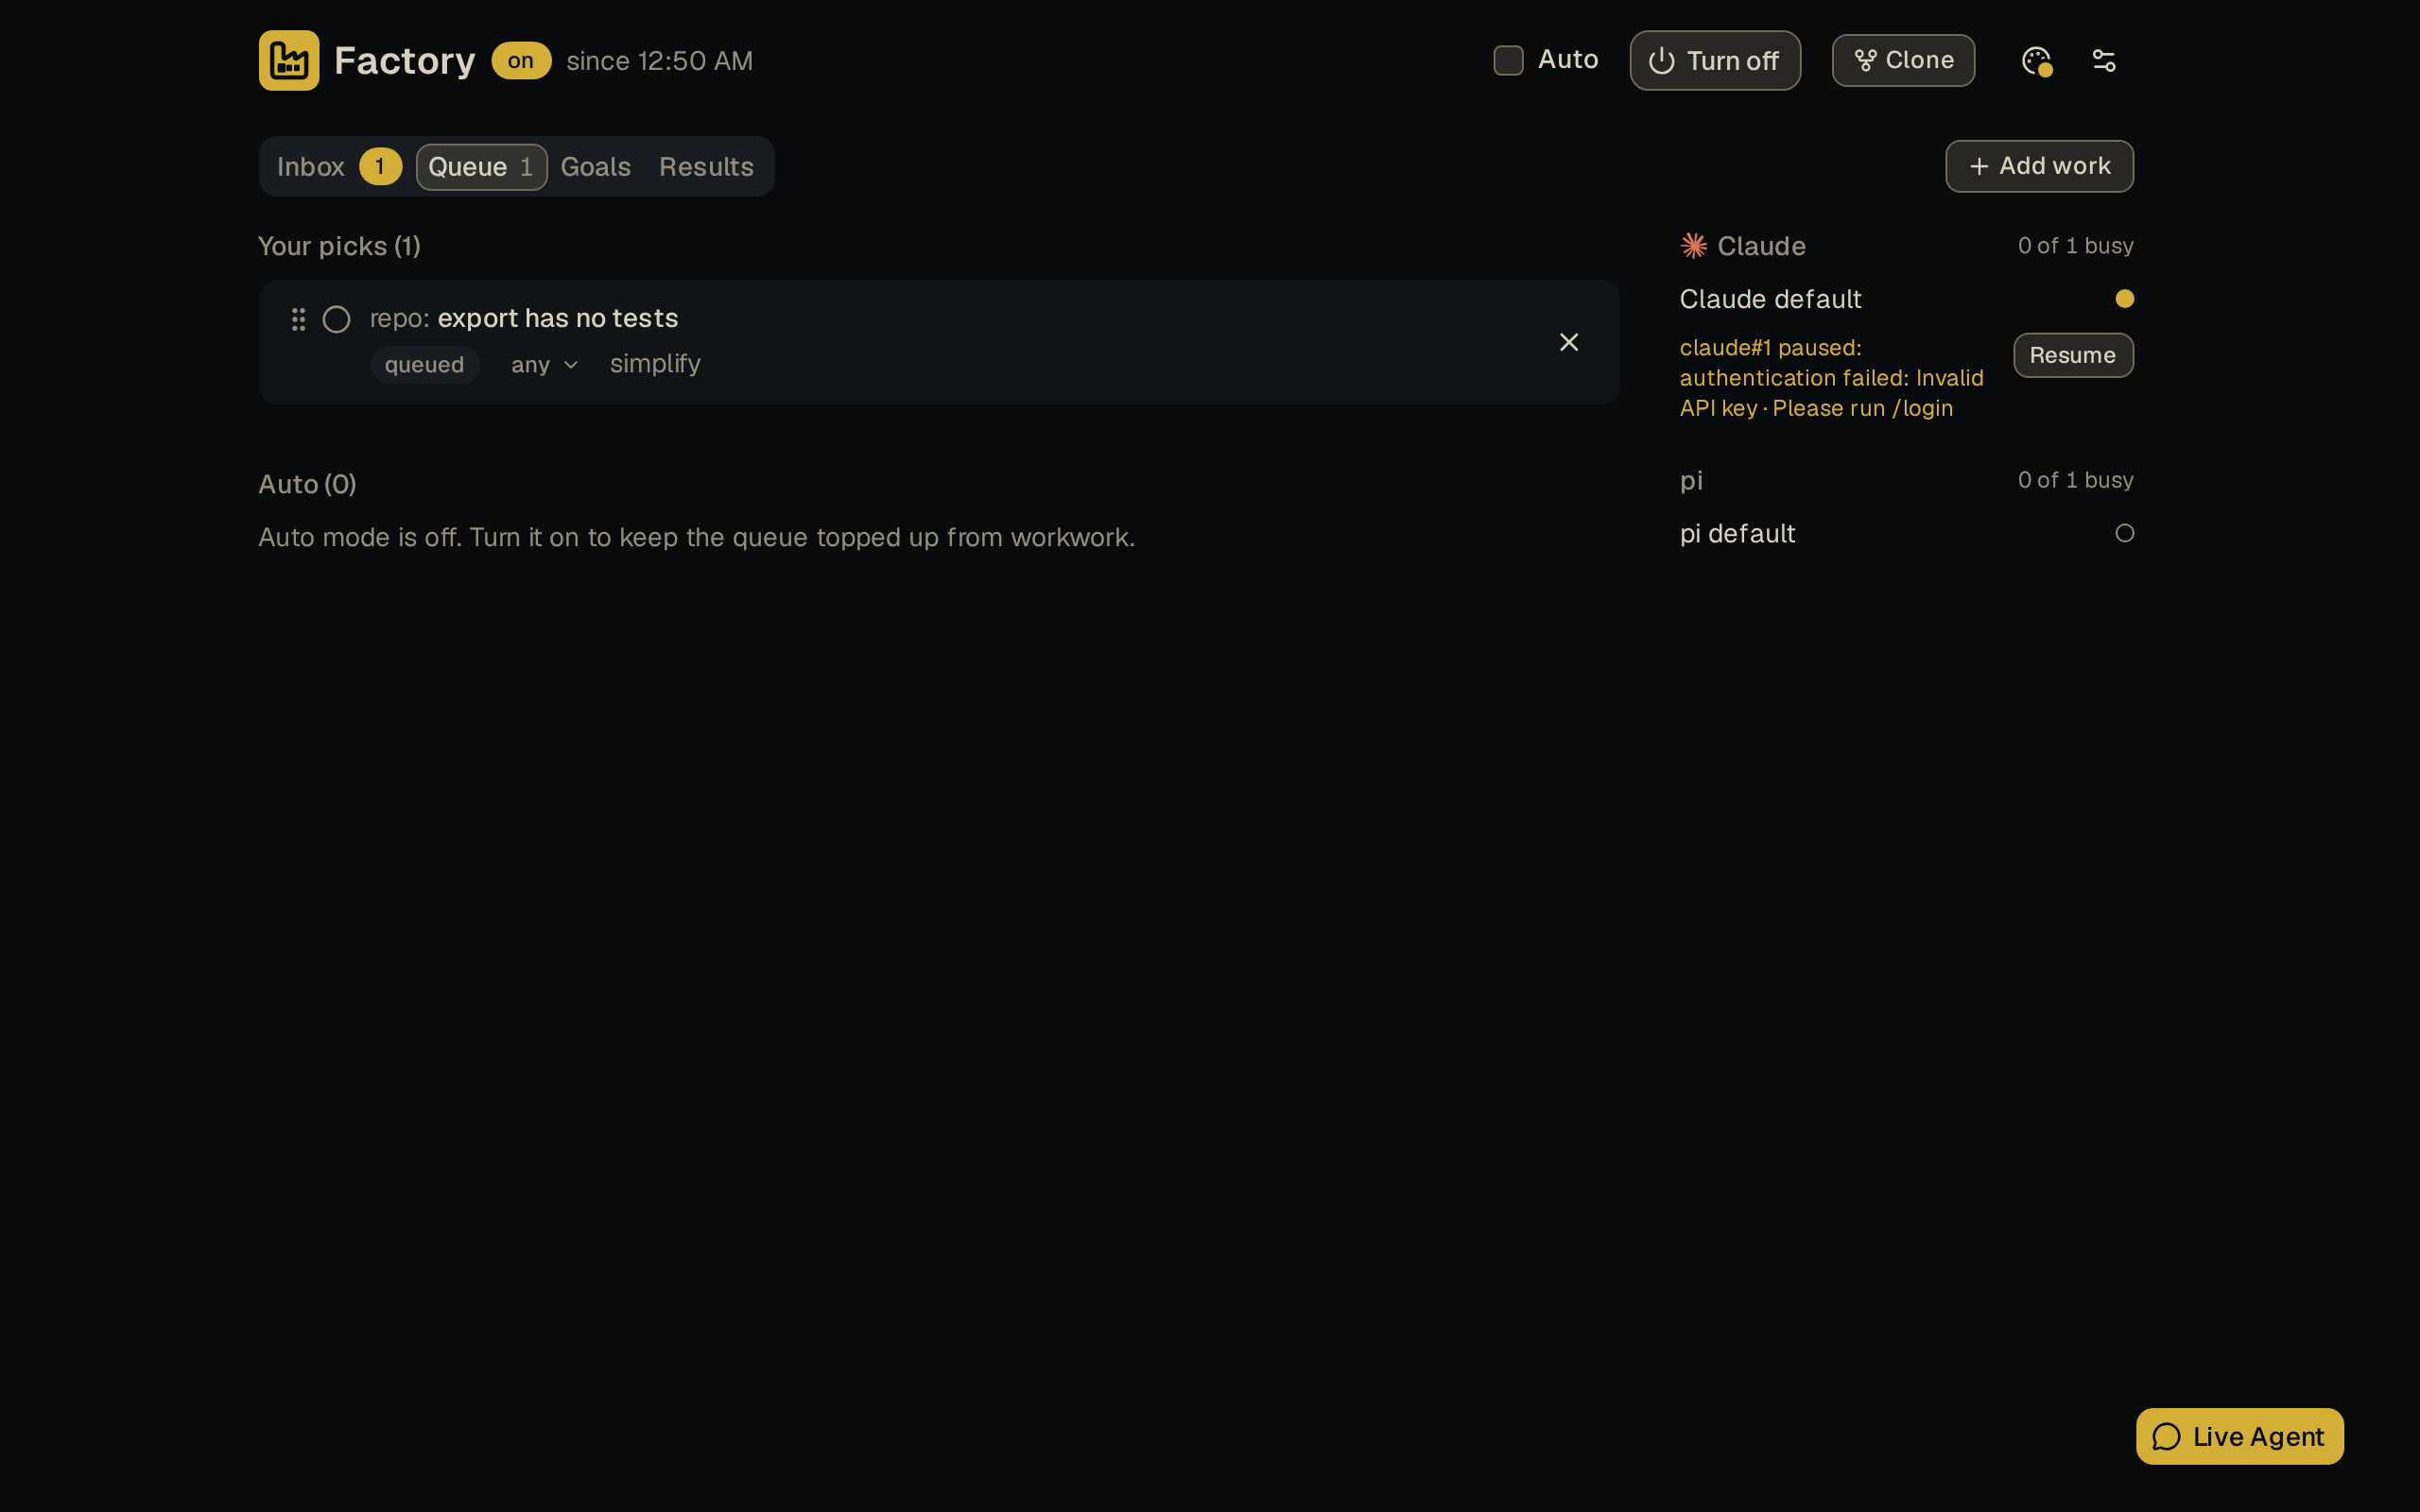 Factory on since 12:50 AM
Auto
Turn off
Clone
Inbox 1 Queue 1 Goals Results
Add work
Your picks (1)
repo: export has no tests
queued any simplify
Auto (0)
Auto mode is off. Turn it on to keep the queue topped up from workwork.
Claude 0 of 1 busy
Claude default
claude#1 paused:
authentication failed: Invalid
API key · Please run /login
Resume
pi 0 of 1 busy
pi default
Live Agent